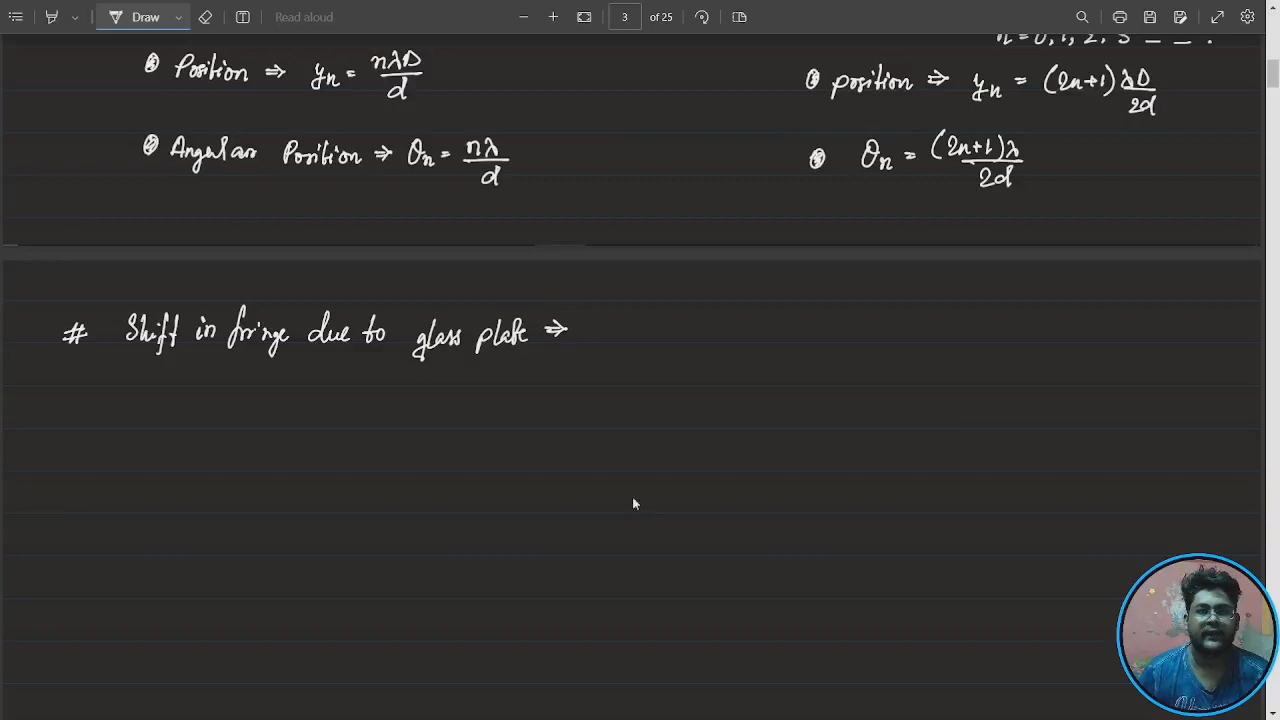 Draw
Read aloud
3 of 25
n = 0, 1, 2, 3 _ _ .
Position ⇒ yₙ = nλD/d
position ⇒ yₙ = (2n+1) λD/2d
Angular Position ⇒ θₙ = nλ/d
θₙ = (2n+1)λ/2d
# Shift in fringe due to glass plate ⇒